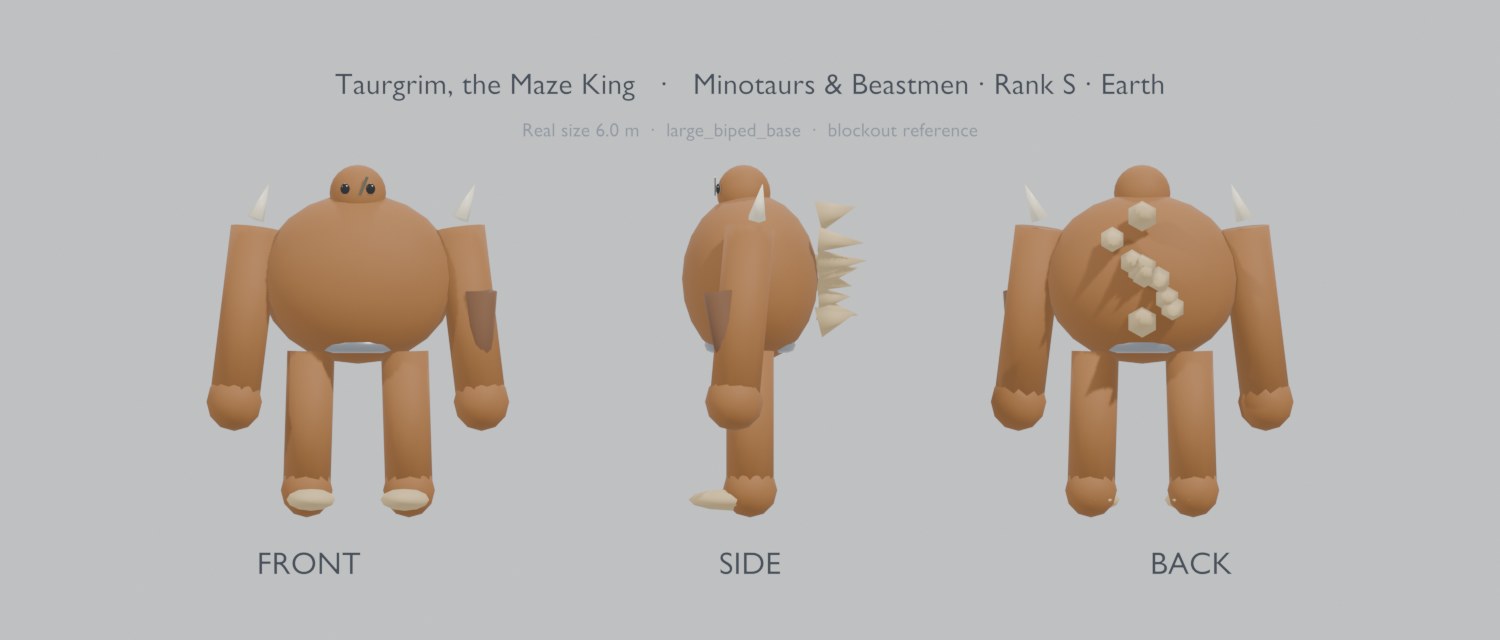 Taurgrim, the Maze King · Minotaurs & Beastmen · Rank S · Earth
Real size 6.0 m · large_biped_base · blockout reference
FRONT SIDE BACK